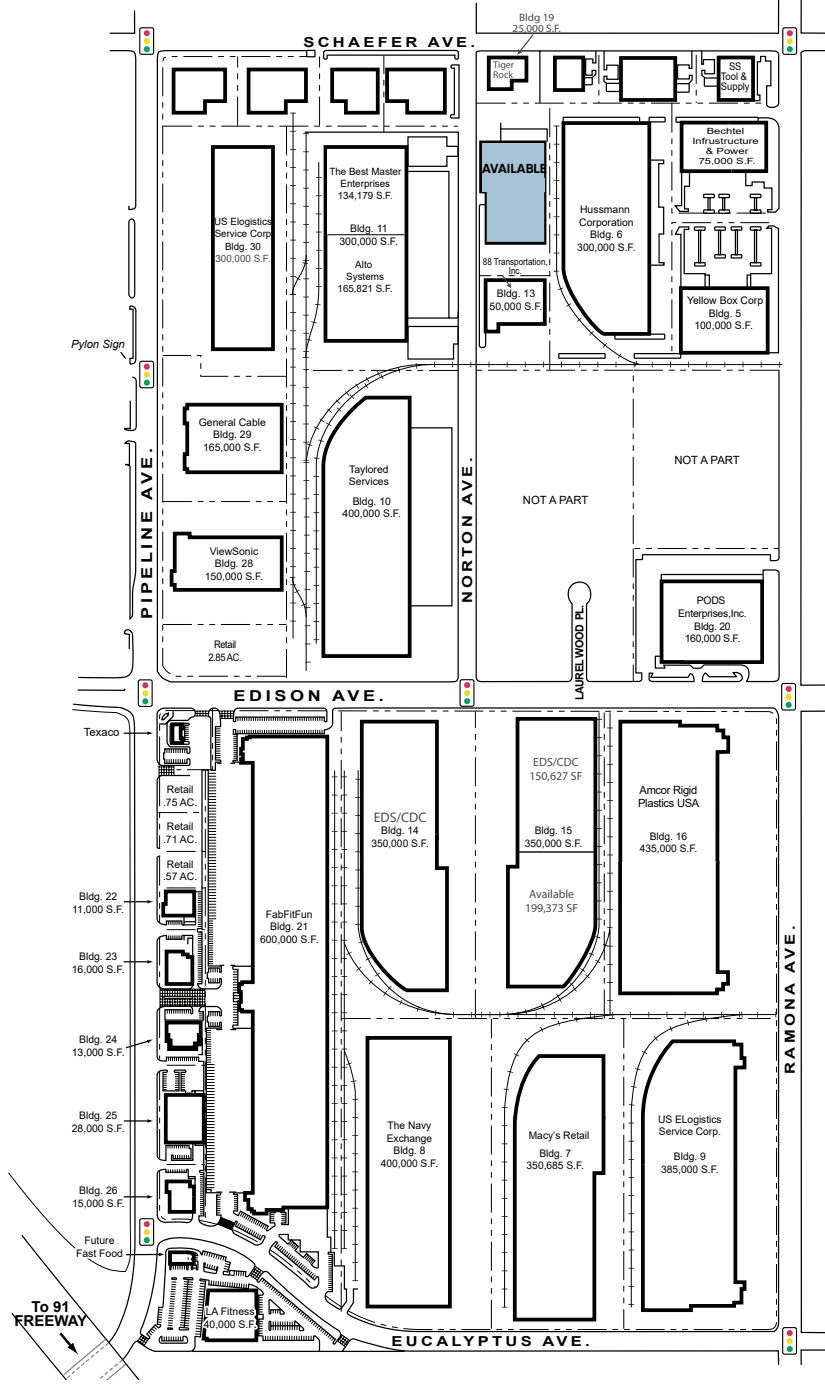 Bldg 19
25,000 S.F.
SCHAEFER AVE.
Tiger
Rock
SS
Tool &
Supply
AVAILABLE
Bechtel
Infrustructure
& Power
75,000 S.F.
The Best Master
Enterprises
134,179 S.F.
Bldg. 11
300,000 S.F.
Alto
Systems
165,821 S.F.
US Elogistics
Service Corp.
Bldg. 30
300,000 S.F.
Hussmann
Corporation
Bldg. 6
300,000 S.F.
88 Transportation,
Inc.
Bldg. 13
50,000 S.F.
Yellow Box Corp
Bldg. 5
100,000 S.F.
Pylon Sign
General Cable
Bldg. 29
165,000 S.F.
Taylored
Services
Bldg. 10
400,000 S.F.
NOT A PART
NOT A PART
PIPELINE AVE.
NORTON AVE.
ViewSonic
Bldg. 28
150,000 S.F.
LAURELWOOD PL.
PODS
Enterprises,Inc.
Bldg. 20
160,000 S.F.
Retail
2.85 AC.
EDISON AVE.
Texaco
Retail
.75 AC.
Retail
.71 AC.
Retail
.57 AC.
EDS/CDC
150,627 SF
Bldg. 15
350,000 S.F.
Available
199,373 SF
EDS/CDC
Bldg. 14
350,000 S.F.
Amcor Rigid
Plastics USA
Bldg. 16
435,000 S.F.
Bldg. 22
11,000 S.F.
FabFitFun
Bldg. 21
600,000 S.F.
Bldg. 23
16,000 S.F.
RAMONA AVE.
Bldg. 24
13,000 S.F.
Bldg. 25
28,000 S.F.
The Navy
Exchange
Bldg. 8
400,000 S.F.
Macy's Retail
Bldg. 7
350,685 S.F.
US ELogistics
Service Corp.
Bldg. 9
385,000 S.F.
Bldg. 26
15,000 S.F.
Future
Fast Food
To 91
FREEWAY
LA Fitness
40,000 S.F.
EUCALYPTUS AVE.